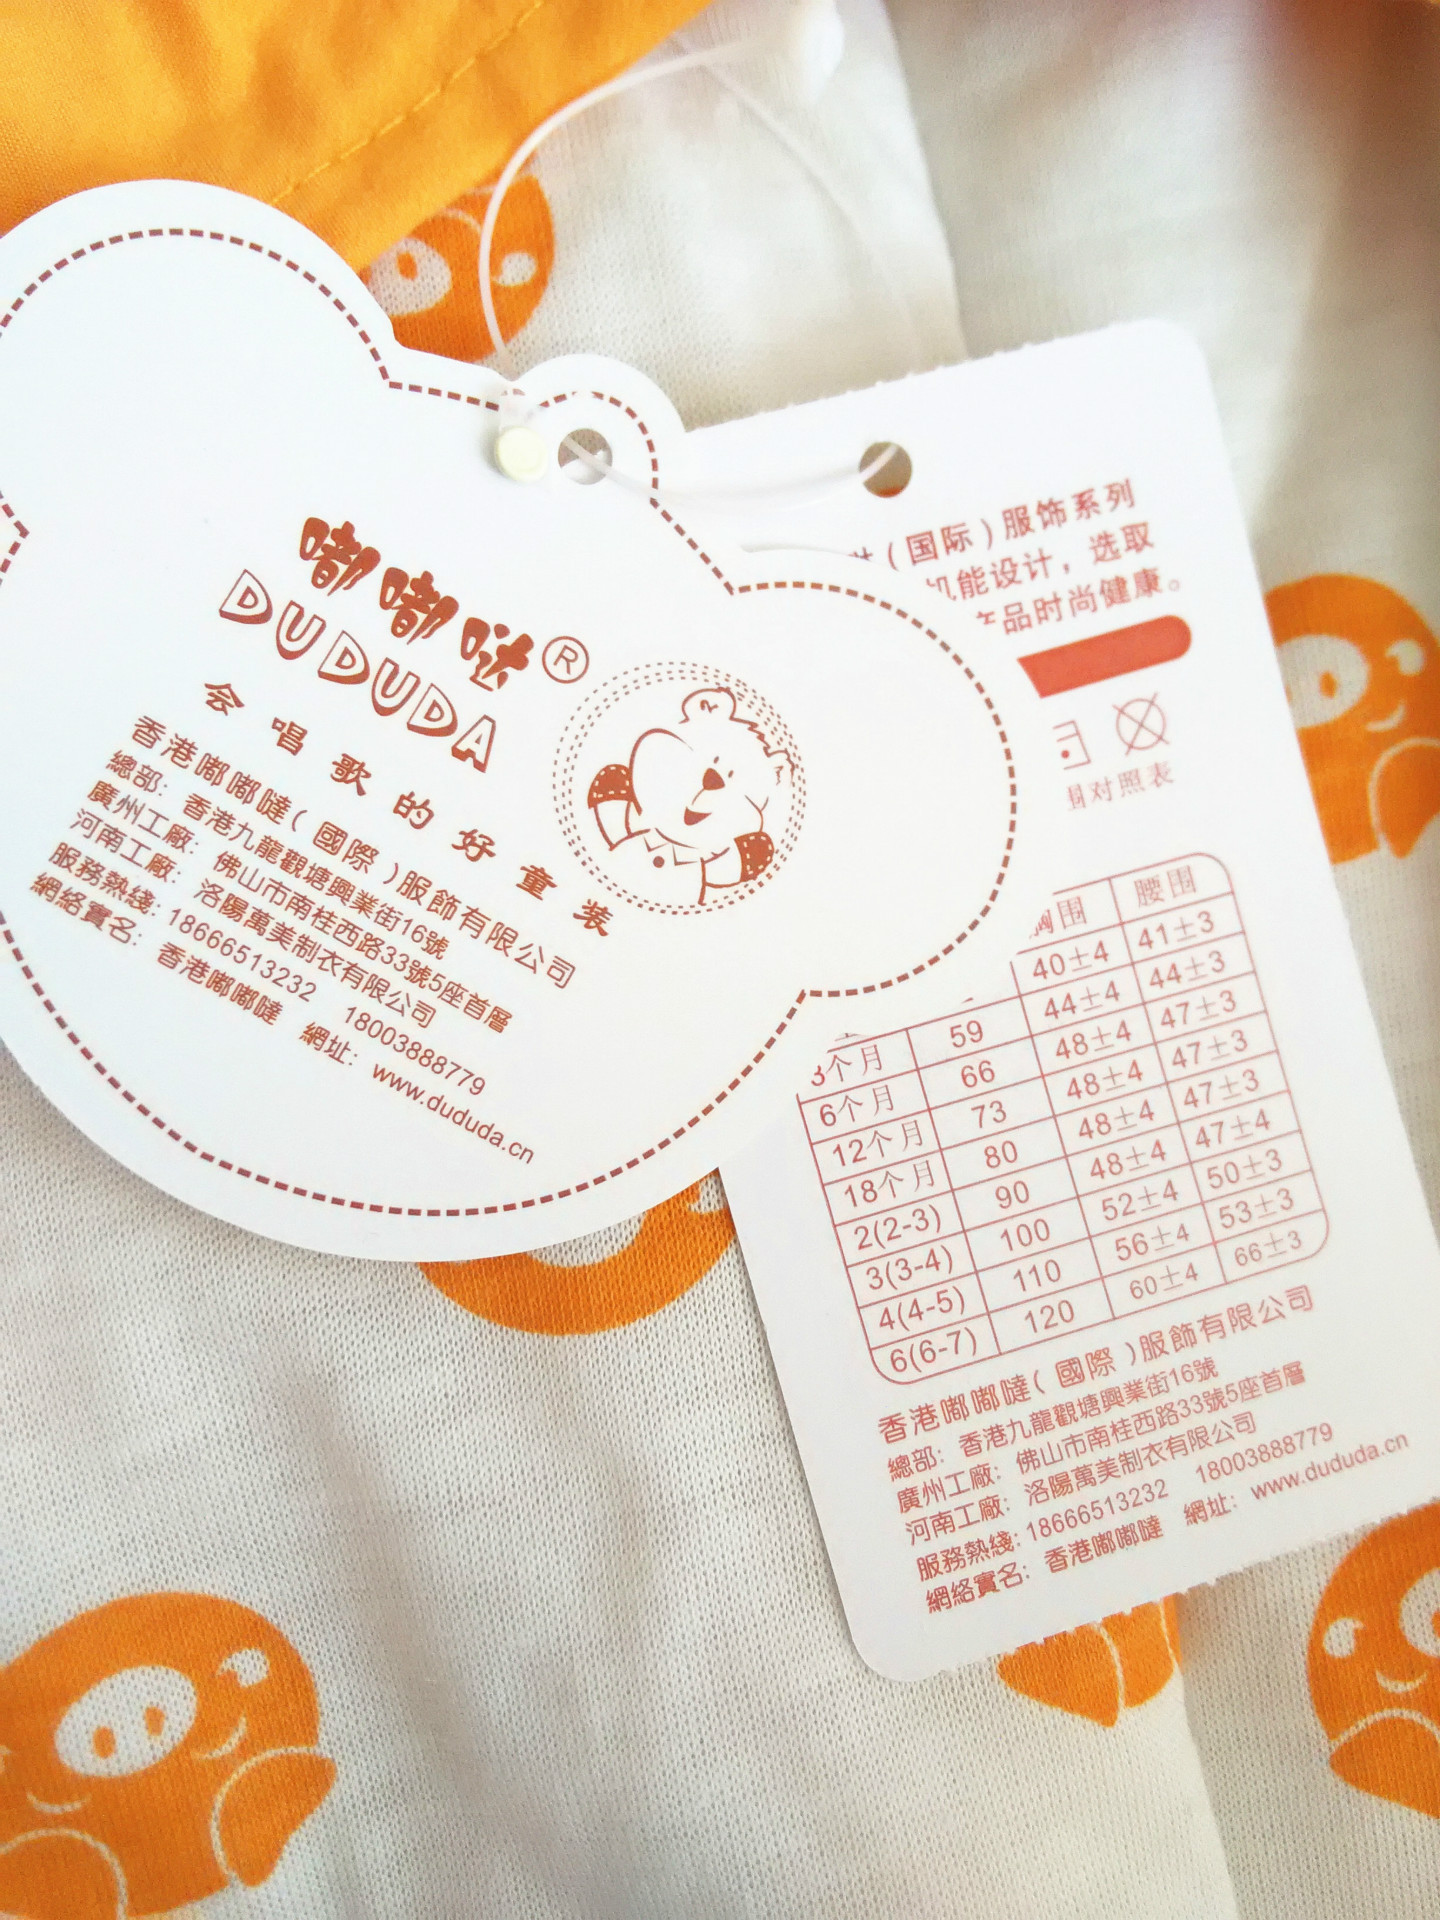 嘟嘟哒®
DUDUDA
会唱歌的好童装
香港嘟嘟噠(國際)服飾有限公司
總部: 香港九龍觀塘興業街16號
廣州工廠: 佛山市南桂西路33號5座首層
河南工廠: 洛陽萬美制衣有限公司
服務熱綫: 18666513232 18003888779
網絡實名: 香港嘟嘟噠 網址: www.dududa.cn
(国际)服饰系列
机能设计，选取
产品时尚健康。
围对照表
胸围 腰围
40±4 41±3
59 44±4 44±3
3个月 66 48±4 47±3
6个月 73 48±4 47±3
12个月 80 48±4 47±3
18个月 90 48±4 47±4
2(2-3) 100 52±4 50±3
3(3-4) 110 56±4 53±3
4(4-5) 120 60±4 66±3
6(6-7)
香港嘟嘟噠(國際)服飾有限公司
總部: 香港九龍觀塘興業街16號
廣州工廠: 佛山市南桂西路33號5座首層
河南工廠: 洛陽萬美制衣有限公司
服務熱綫: 18666513232 18003888779
網絡實名: 香港嘟嘟噠 網址: www.dududa.cn